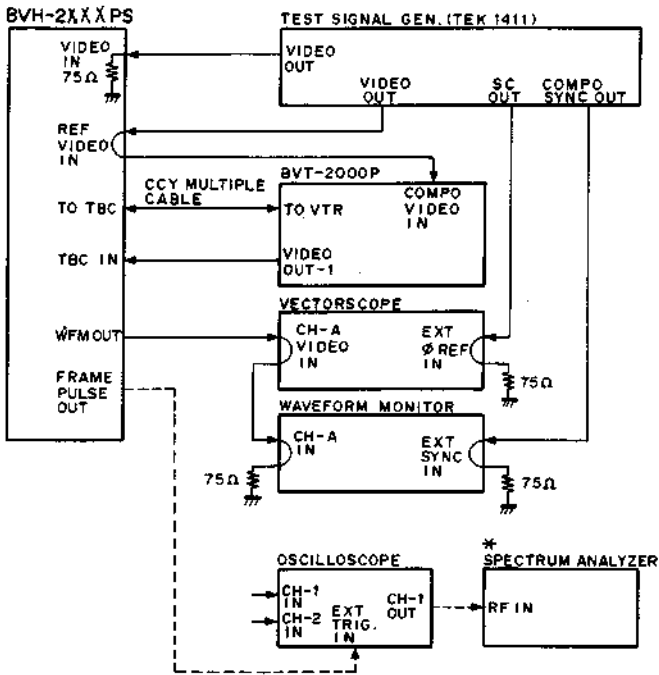 BVH-2XXXPS
TEST SIGNAL GEN. (TEK 1411)
VIDEO
IN
75Ω
VIDEO
OUT
VIDEO
OUT
SC
OUT
COMPO
SYNC OUT
REF
VIDEO
IN
BVT-2000P
CCY MULTIPLE
CABLE
COMPO
VIDEO
IN
TO TBC
TO VTR
TBC IN
VIDEO
OUT-1
VECTORSCOPE
WFM OUT
CH-A
VIDEO
IN
EXT
Ø REF
IN
75Ω
FRAME
PULSE
OUT
WAVEFORM MONITOR
CH-A
IN
EXT
SYNC
IN
75Ω
75Ω
OSCILLOSCOPE
*
SPECTRUM ANALYZER
CH-1
IN
CH-2
IN
EXT
TRIG.
IN
CH-1
OUT
RF IN